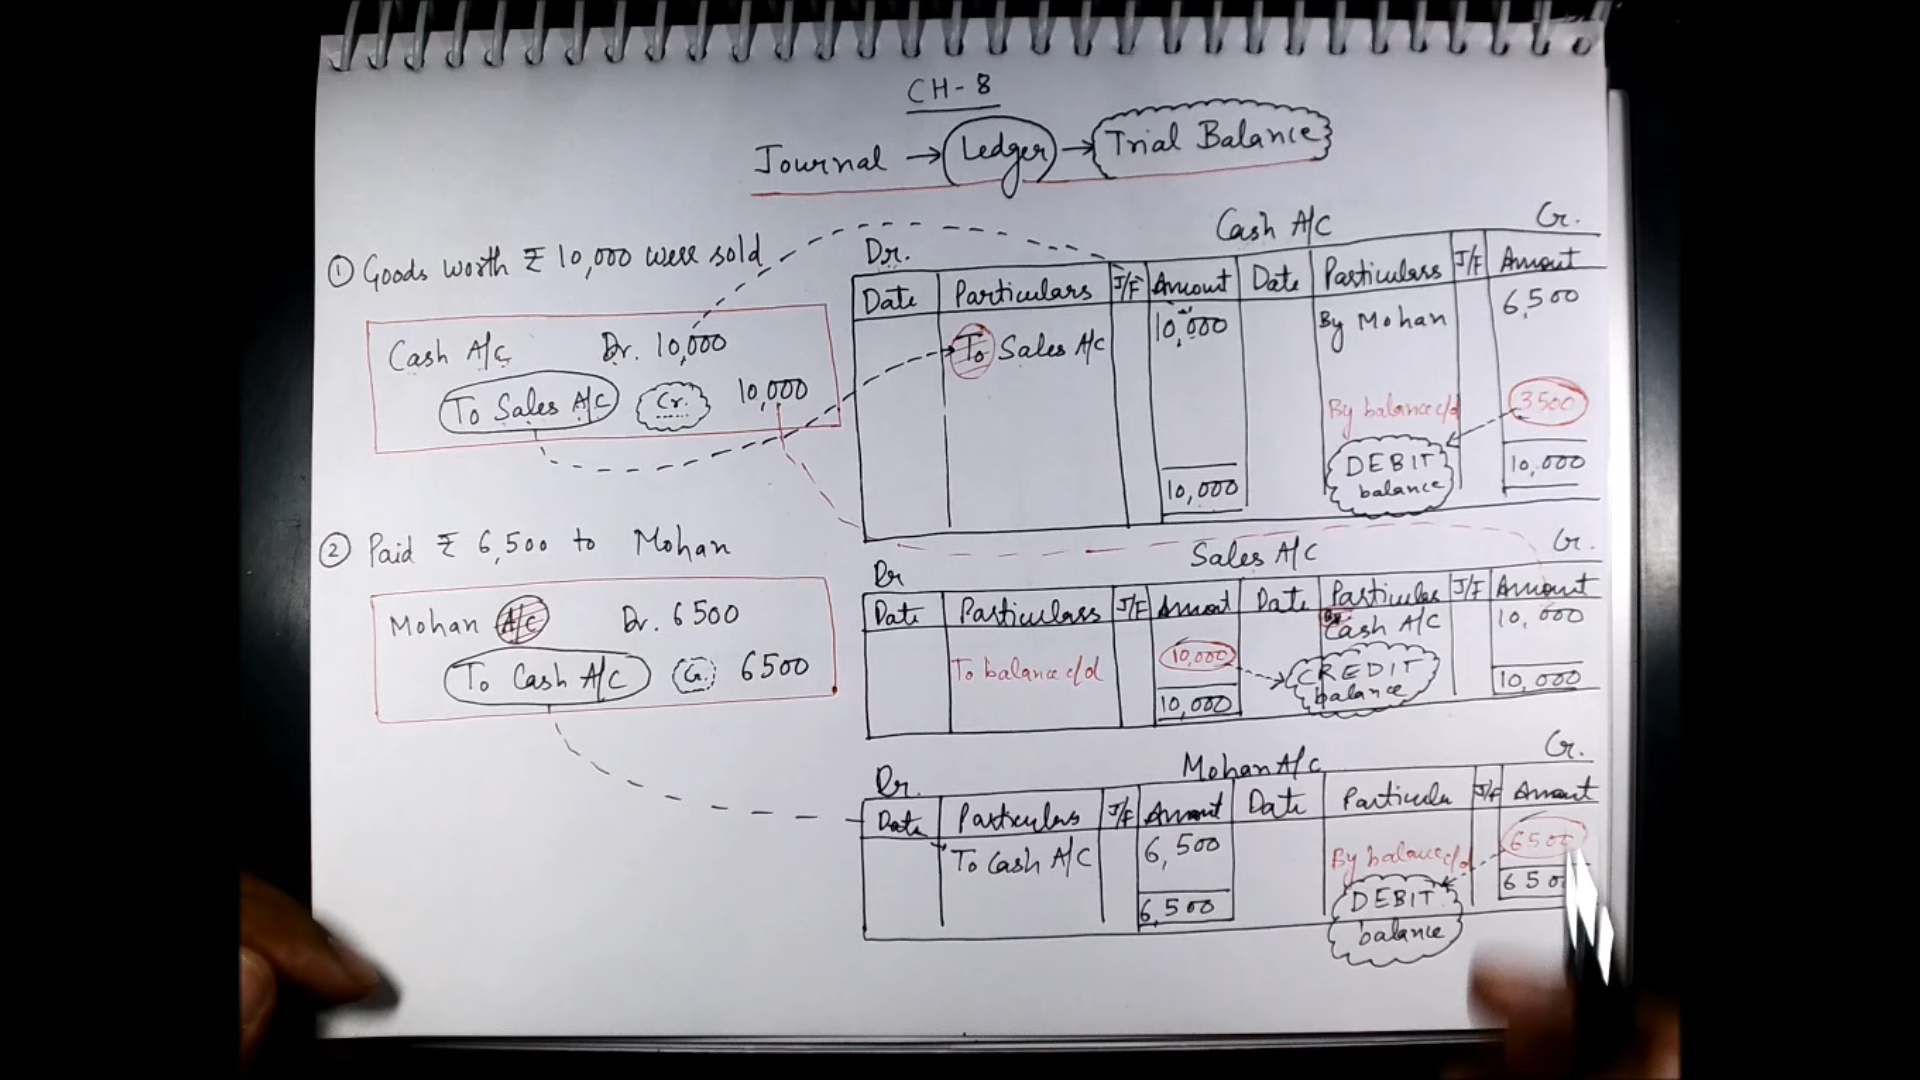 CH-8
Journal → Ledger → Trial Balance
① Goods worth ₹ 10,000 were sold
Cash A/C Dr. 10,000
To Sales A/C Cr. 10,000
② Paid ₹ 6,500 to Mohan
Mohan A/C Dr. 6500
To Cash A/C Cr. 6500
Cash A/C
Dr. Cr.
Date Particulars J/F Amount Date Particulars J/F Amount
To Sales A/C 10,000 By Mohan 6,500
By balance c/d 3500
DEBIT
balance
10,000 10,000
Sales A/C
Dr Cr.
Date Particulars J/F Amount Date Particulars J/F Amount
By Cash A/C 10,000
To balance c/d 10,000
CREDIT
balance
10,000 10,000
Mohan A/C
Dr. Cr.
Date Particulars J/F Amount Date Particula J/F Amount
To Cash A/C 6,500 By balance c/d 6500
DEBIT
balance
6,500 650